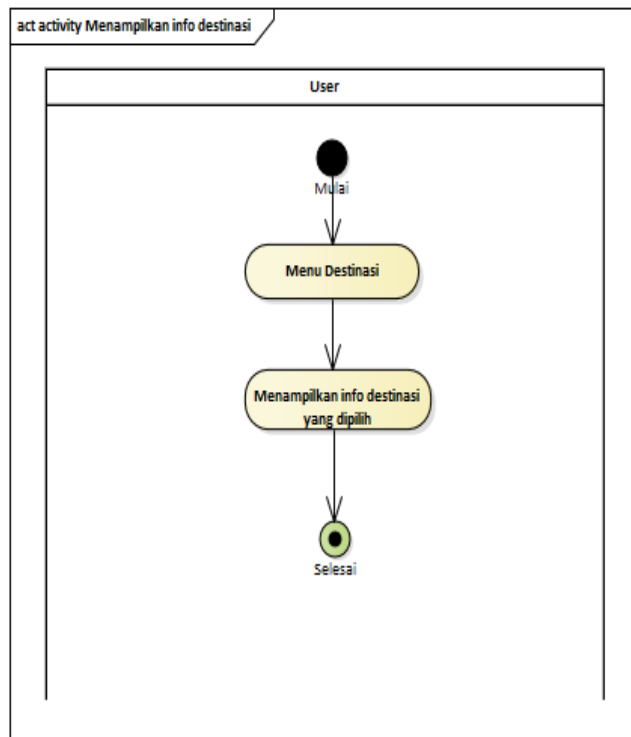 act activity Menampilkan info destinasi
User
Mulai
Menu Destinasi
Menampilkan info destinasi
yang dipilih
Selesai